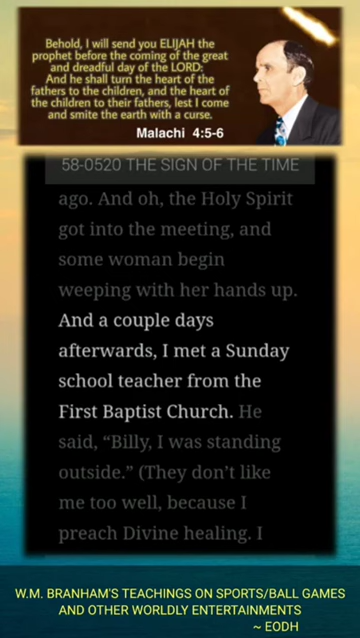 Behold, I will send you ELIJAH the
prophet before the coming of the great
and dreadful day of the LORD:
And he shall turn the heart of the
fathers to the children, and the heart of
the children to their fathers, lest I come
and smite the earth with a curse.
Malachi 4:5-6
58-0520 THE SIGN OF THE TIME
ago. And oh, the Holy Spirit
got into the meeting, and
some woman begin
weeping with her hands up.
And a couple days
afterwards, I met a Sunday
school teacher from the
First Baptist Church. He
said, “Billy, I was standing
outside.” (They don’t like
me too well, because I
preach Divine healing. I
W.M. BRANHAM'S TEACHINGS ON SPORTS/BALL GAMES
AND OTHER WORLDLY ENTERTAINMENTS
~ EODH